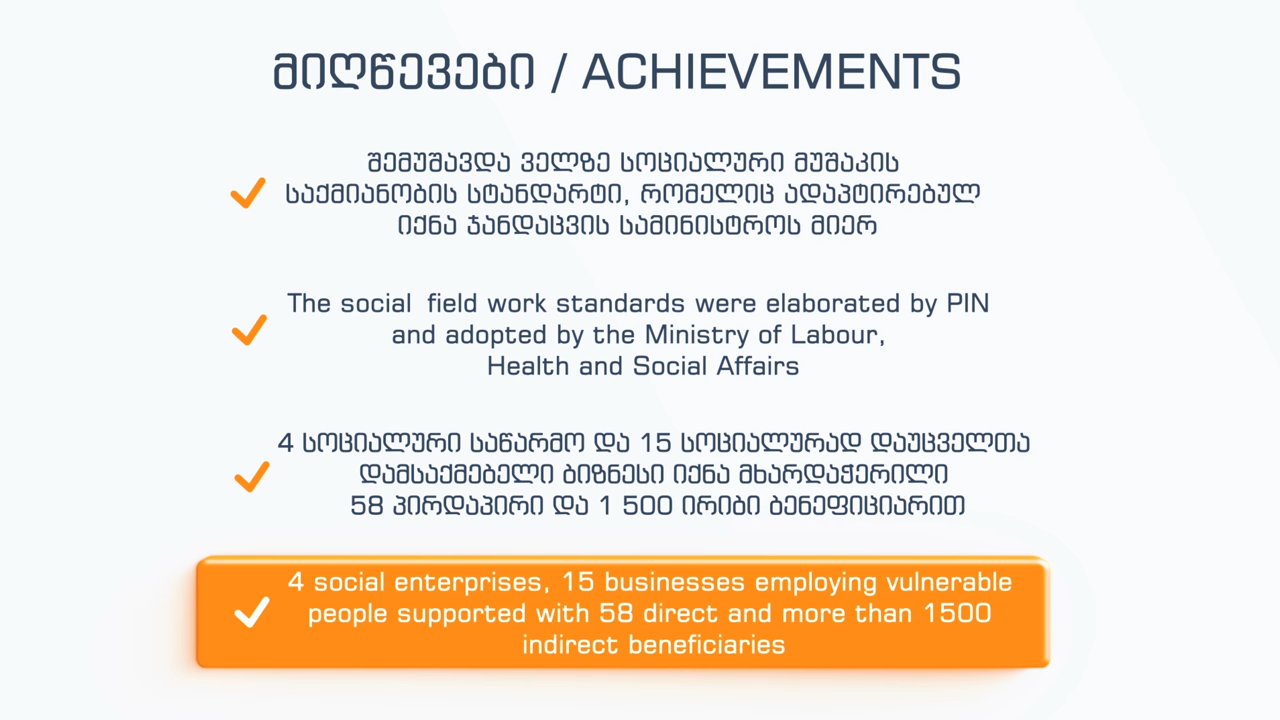 მიღწევები / ACHIEVEMENTS
შემუშავდა ველზე სოციალური მუშაკის
საქმიანობის სტანდარტი, რომელიც ადაპტირებულ
იქნა ჯანდაცვის სამინისტროს მიერ
The social field work standards were elaborated by PIN
and adopted by the Ministry of Labour,
Health and Social Affairs
4 სოციალური საწარმო და 15 სოციალურად დაუცველთა
დამსაქმებელი ბიზნესი იქნა მხარდაჭერილი
58 პირდაპირი და 1 500 ირიბი ბენეფიციარით
4 social enterprises, 15 businesses employing vulnerable
people supported with 58 direct and more than 1500
indirect beneficiaries